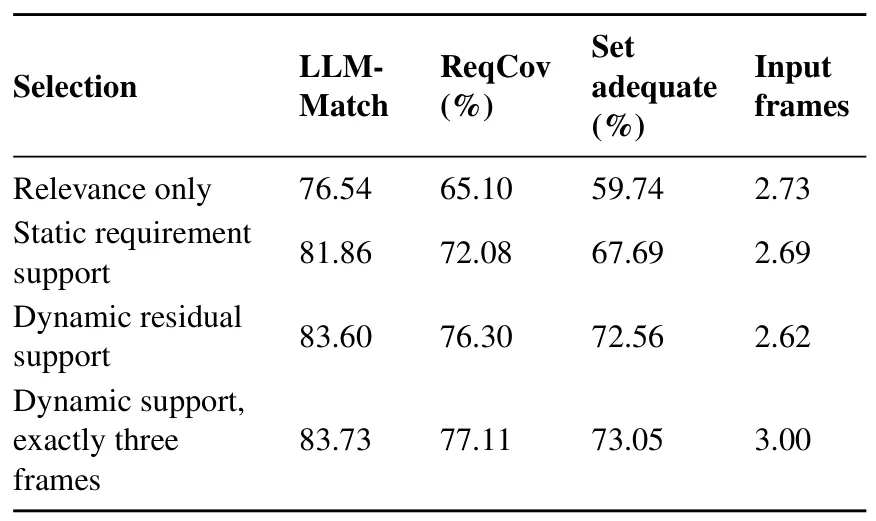 Selection LLM-Match ReqCov (%) Set adequate (%) Input frames
Relevance only 76.54 65.10 59.74 2.73
Static requirement support 81.86 72.08 67.69 2.69
Dynamic residual support 83.60 76.30 72.56 2.62
Dynamic support, exactly three frames 83.73 77.11 73.05 3.00